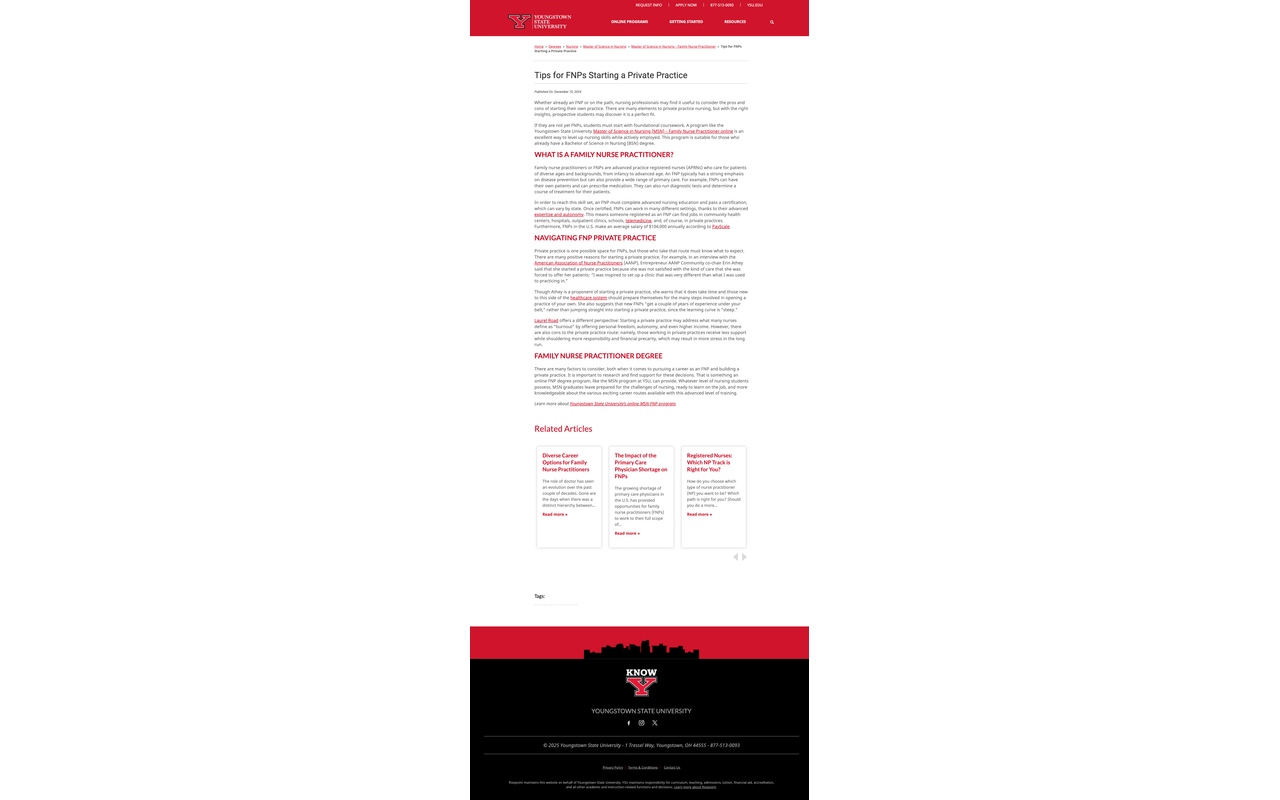 REQUEST INFO | APPLY NOW | 877-513-0093 | YSU.EDU
YOUNGSTOWN
STATE
UNIVERSITY
ONLINE PROGRAMS GETTING STARTED RESOURCES
Home » Degrees » Nursing » Master of Science in Nursing » Master of Science in Nursing – Family Nurse Practitioner » Tips for FNPs
Starting a Private Practice
Tips for FNPs Starting a Private Practice
Whether already an FNP or on the path, nursing professionals may find it useful to consider the pros and
cons of starting their own practice. There are many elements to private practice nursing, but with the right
insights, prospective students may discover it is a perfect fit.
If they are not yet FNPs, students must start with foundational coursework. A program like the
Youngstown State University Master of Science in Nursing (MSN) – Family Nurse Practitioner online is an
excellent way to level up nursing skills while actively employed. This program is suitable for those who
already have a Bachelor of Science in Nursing (BSN) degree.
WHAT IS A FAMILY NURSE PRACTITIONER?
Family nurse practitioners or FNPs are advanced practice registered nurses (APRNs) who care for patients
of diverse ages and backgrounds, from infancy to advanced age. An FNP typically has a strong emphasis
on disease prevention but can also provide a wide range of primary care. For example, FNPs can have
their own patients and can prescribe medication. They can also run diagnostic tests and determine a
course of treatment for their patients.
In order to reach this skill set, an FNP must complete advanced nursing education and pass a certification,
which can vary by state. Once certified, FNPs can work in many different settings, thanks to their advanced
expertise and autonomy. This means someone registered as an FNP can find jobs in community health
centers, hospitals, outpatient clinics, schools, telemedicine, and, of course, in private practices.
Furthermore, FNPs in the U.S. make an average salary of $104,000 annually according to PayScale.
NAVIGATING FNP PRIVATE PRACTICE
Private practice is one possible space for FNPs, but those who take that route must know what to expect.
There are many positive reasons for starting a private practice. For example, in an interview with the
American Association of Nurse Practitioners (AANP), Entrepreneur AANP Community co-chair Erin Athey
said that she started a private practice because she was not satisfied with the kind of care that she was
forced to offer her patients: "I was inspired to set up a clinic that was very different than what I was used
to practicing in."
Though Athey is a proponent of starting a private practice, she warns that it does take time and those new
to this side of the healthcare system should prepare themselves for the many steps involved in opening a
practice of your own. She also suggests that new FNPs "get a couple of years of experience under your
belt," rather than jumping straight into starting a private practice, since the learning curve is "steep."
Laurel Road offers a different perspective: Starting a private practice may address what many nurses
define as "burnout" by offering personal freedom, autonomy, and even higher income. However, there
are also cons to the private practice route: namely, those working in private practices receive less support
while shouldering more responsibility and financial precarity, which may result in more stress in the long
run.
FAMILY NURSE PRACTITIONER DEGREE
There are many factors to consider, both when it comes to pursuing a career as an FNP and building a
private practice. It is important to research and find support for these decisions. That is something an
online FNP degree program, like the MSN program at YSU, can provide. Whatever level of nursing students
possess, MSN graduates leave prepared for the challenges of nursing, ready to learn on the job, and more
knowledgeable about the various exciting career routes available with this advanced level of training.
Learn more about Youngstown State University's online MSN FNP program.
Related Articles
Diverse Career
Options for Family
Nurse Practitioners
The role of doctor has seen
an evolution over the past
couple of decades. Gone are
the days when there was a
distinct hierarchy between...
Read more »
The Impact of the
Primary Care
Physician Shortage on
FNPs
The growing shortage of
primary care physicians in
the U.S. has provided
opportunities for family
nurse practitioners (FNPs)
to work to their full scope
of...
Read more »
Registered Nurses:
Which NP Track is
Right for You?
How do you choose which
type of nurse practitioner
(NP) you want to be? Which
path is right for you? Should
you do a more...
Read more »
Tags:
KNOW
Y
YOUNGSTOWN STATE UNIVERSITY
© 2025 Youngstown State University - 1 Tressel Way, Youngstown, OH 44555 - 877-513-0093
Privacy Policy Terms & Conditions Contact Us
Risepoint maintains this website on behalf of Youngstown State University. YSU maintains responsibility for curriculum, teaching, admissions, tuition, financial aid, accreditation,
and all other academic and instruction-related functions and decisions. Learn more about Risepoint.